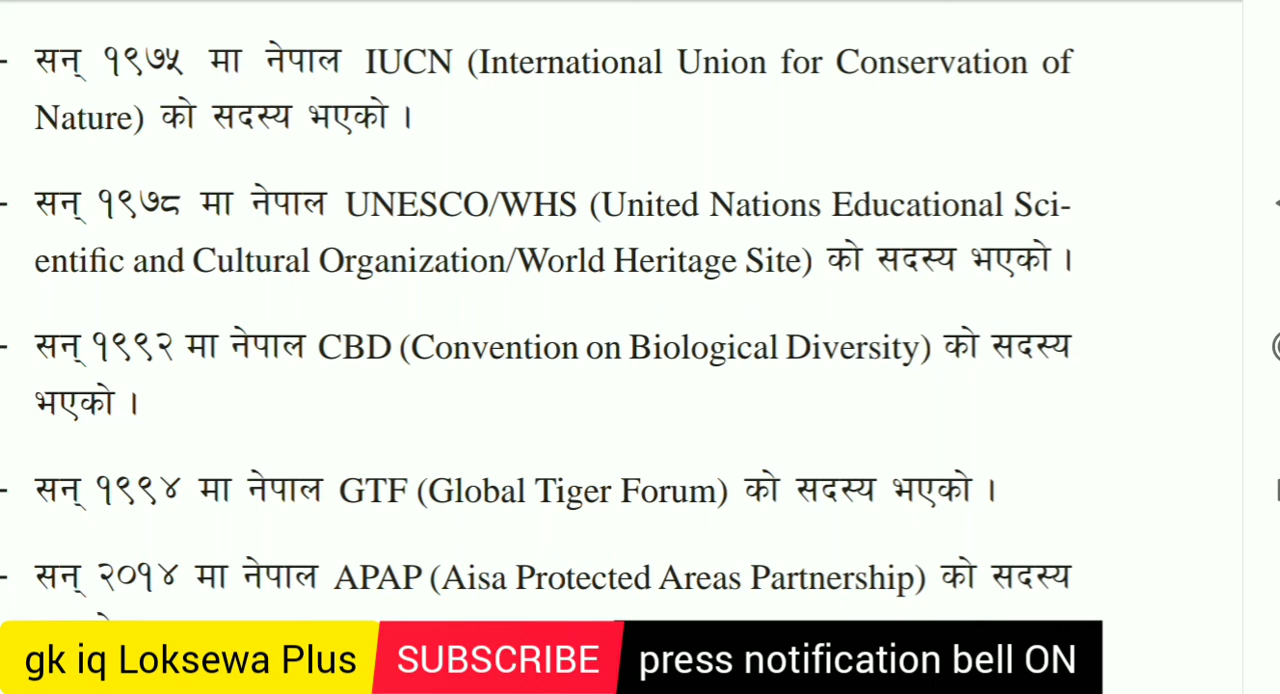 - सन् १९७५ मा नेपाल IUCN (International Union for Conservation of
Nature) को सदस्य भएको ।
- सन् १९७८ मा नेपाल UNESCO/WHS (United Nations Educational Sci-
entific and Cultural Organization/World Heritage Site) को सदस्य भएको ।
- सन् १९९२ मा नेपाल CBD (Convention on Biological Diversity) को सदस्य
भएको ।
- सन् १९९४ मा नेपाल GTF (Global Tiger Forum) को सदस्य भएको ।
- सन् २०१४ मा नेपाल APAP (Aisa Protected Areas Partnership) को सदस्य
gk iq Loksewa Plus SUBSCRIBE press notification bell ON